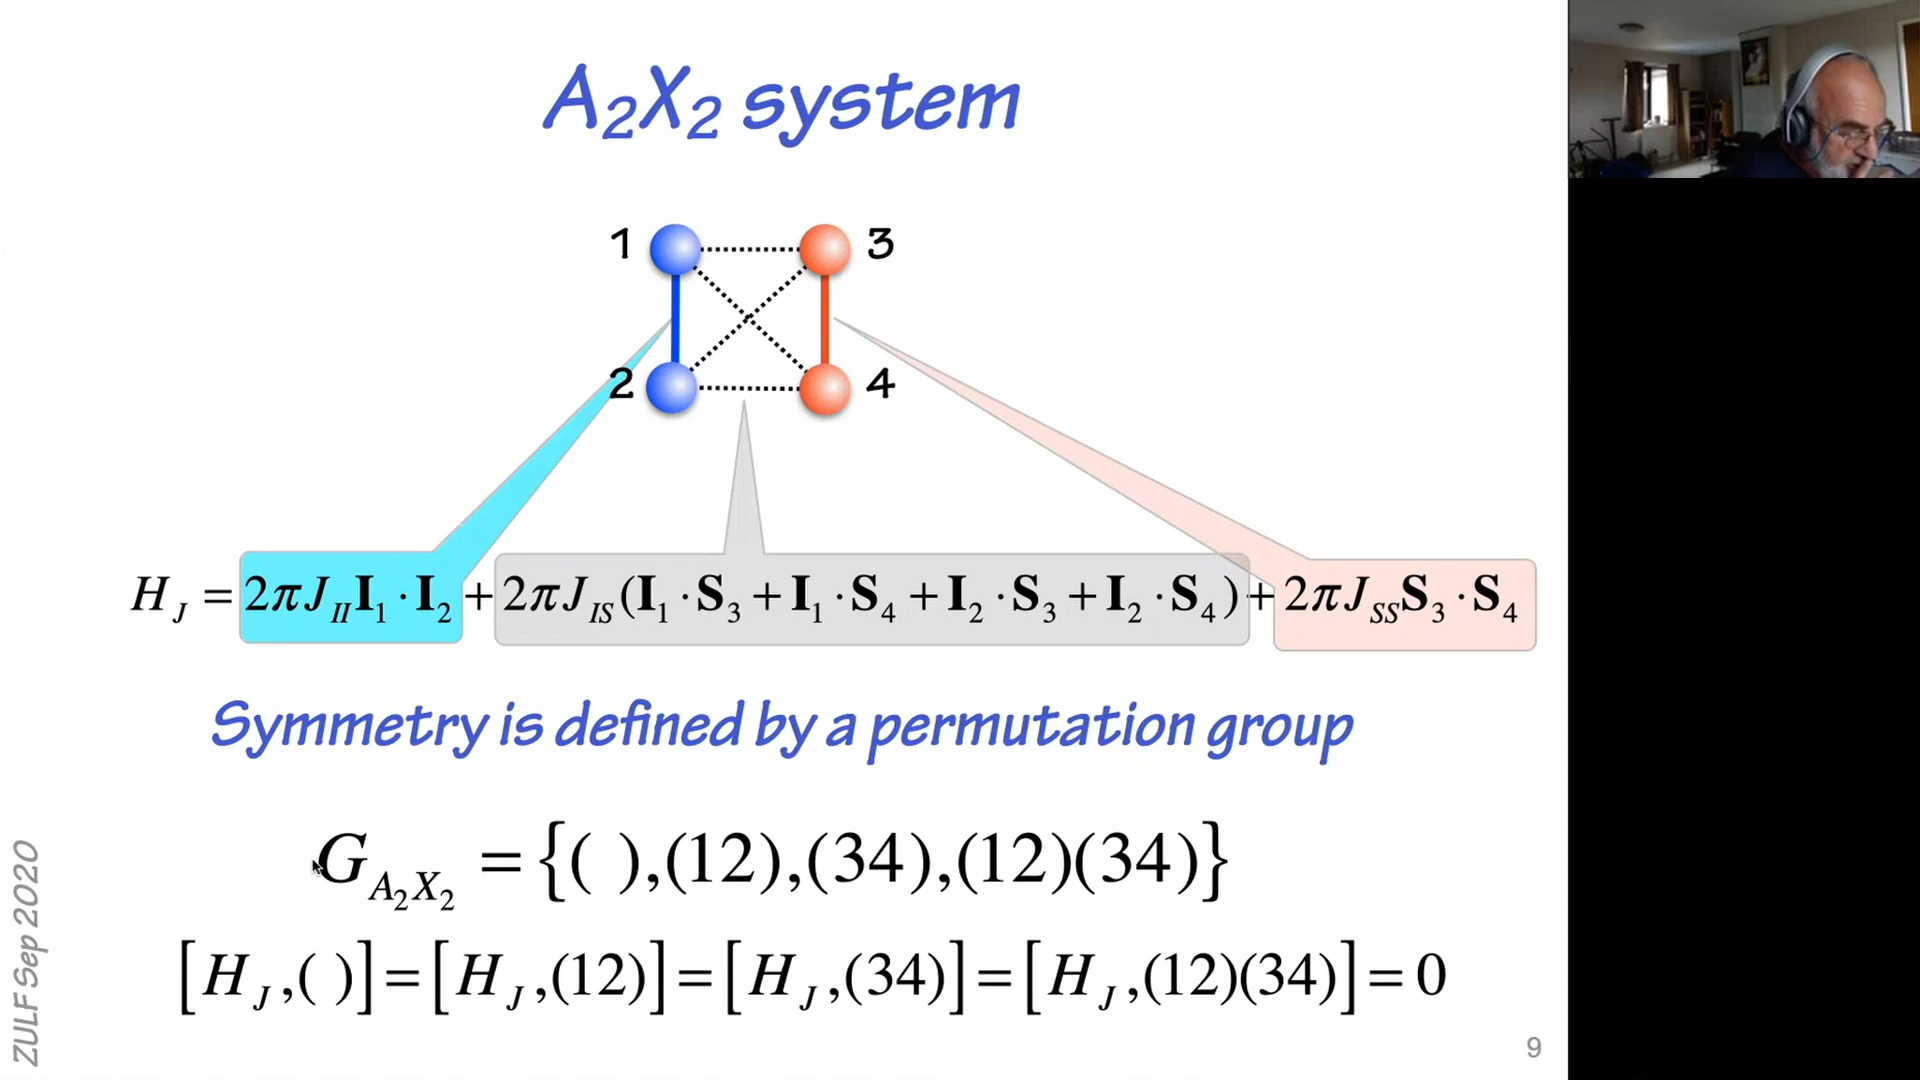 A₂X₂ system
1 3
2 4
H_J = 2πJ_II I₁ · I₂ + 2πJ_IS (I₁ · S₃ + I₁ · S₄ + I₂ · S₃ + I₂ · S₄) + 2πJ_SS S₃ · S₄
Symmetry is defined by a permutation group
G_A₂X₂ = {( ),(12),(34),(12)(34)}
[H_J,( )] = [H_J,(12)] = [H_J,(34)] = [H_J,(12)(34)] = 0
ZULF Sep 2020
9